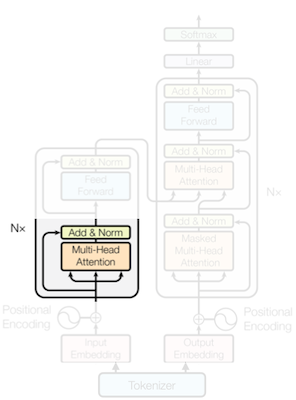 Softmax
Linear
Add & Norm
Feed
Forward
Add & Norm
Multi-Head
Attention
Add & Norm
Masked
Multi-Head
Attention
Nx
Output
Embedding
Positional
Encoding
Add & Norm
Feed
Forward
Nx
Add & Norm
Multi-Head
Attention
Positional
Encoding
Input
Embedding
Tokenizer